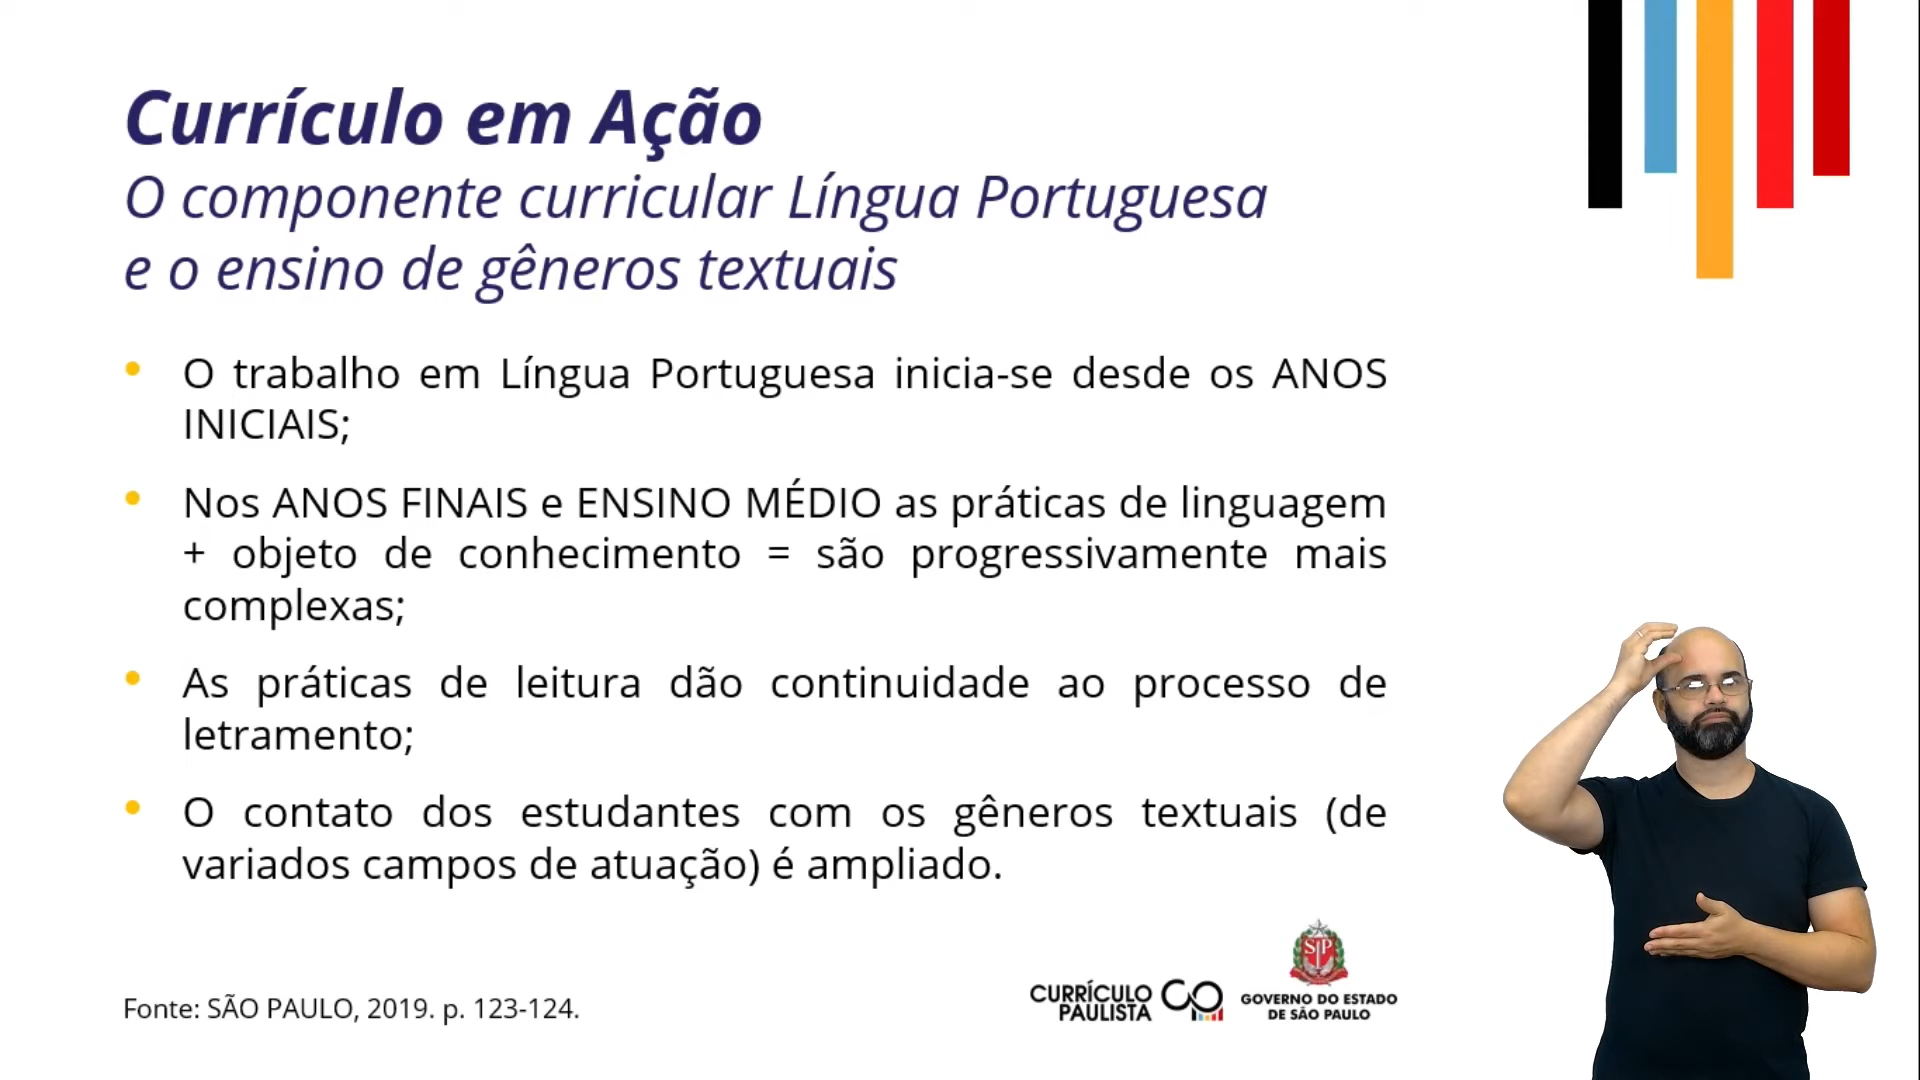 Currículo em Ação
O componente curricular Língua Portuguesa
e o ensino de gêneros textuais
• O trabalho em Língua Portuguesa inicia-se desde os ANOS
INICIAIS;
• Nos ANOS FINAIS e ENSINO MÉDIO as práticas de linguagem
+ objeto de conhecimento = são progressivamente mais
complexas;
• As práticas de leitura dão continuidade ao processo de
letramento;
• O contato dos estudantes com os gêneros textuais (de
variados campos de atuação) é ampliado.
Fonte: SÃO PAULO, 2019. p. 123-124.
CURRÍCULO
PAULISTA
SP
GOVERNO DO ESTADO
DE SÃO PAULO